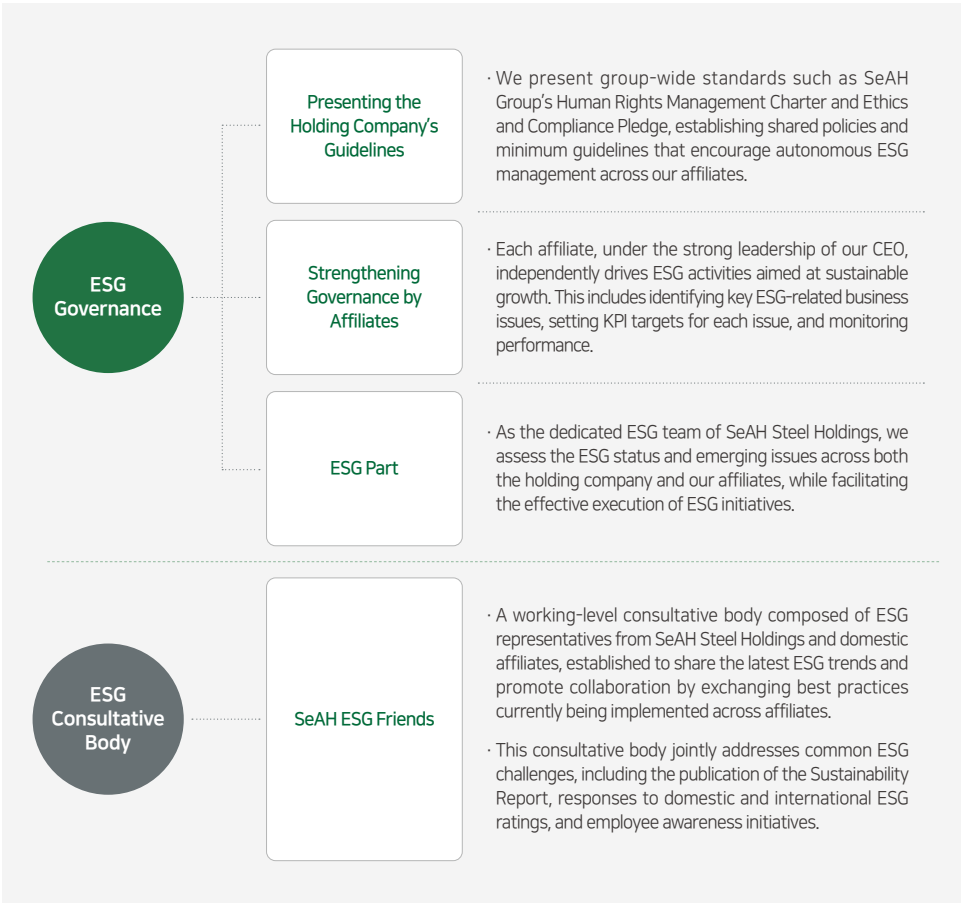 ESG
Governance
Presenting the
Holding Company's
Guidelines
· We present group-wide standards such as SeAH
Group's Human Rights Management Charter and Ethics
and Compliance Pledge, establishing shared policies and
minimum guidelines that encourage autonomous ESG
management across our affiliates.
Strengthening
Governance by
Affiliates
· Each affiliate, under the strong leadership of our CEO,
independently drives ESG activities aimed at sustainable
growth. This includes identifying key ESG-related business
issues, setting KPI targets for each issue, and monitoring
performance.
ESG Part
· As the dedicated ESG team of SeAH Steel Holdings, we
assess the ESG status and emerging issues across both
the holding company and our affiliates, while facilitating
the effective execution of ESG initiatives.
ESG
Consultative
Body
SeAH ESG Friends
· A working-level consultative body composed of ESG
representatives from SeAH Steel Holdings and domestic
affiliates, established to share the latest ESG trends and
promote collaboration by exchanging best practices
currently being implemented across affiliates.
· This consultative body jointly addresses common ESG
challenges, including the publication of the Sustainability
Report, responses to domestic and international ESG
ratings, and employee awareness initiatives.